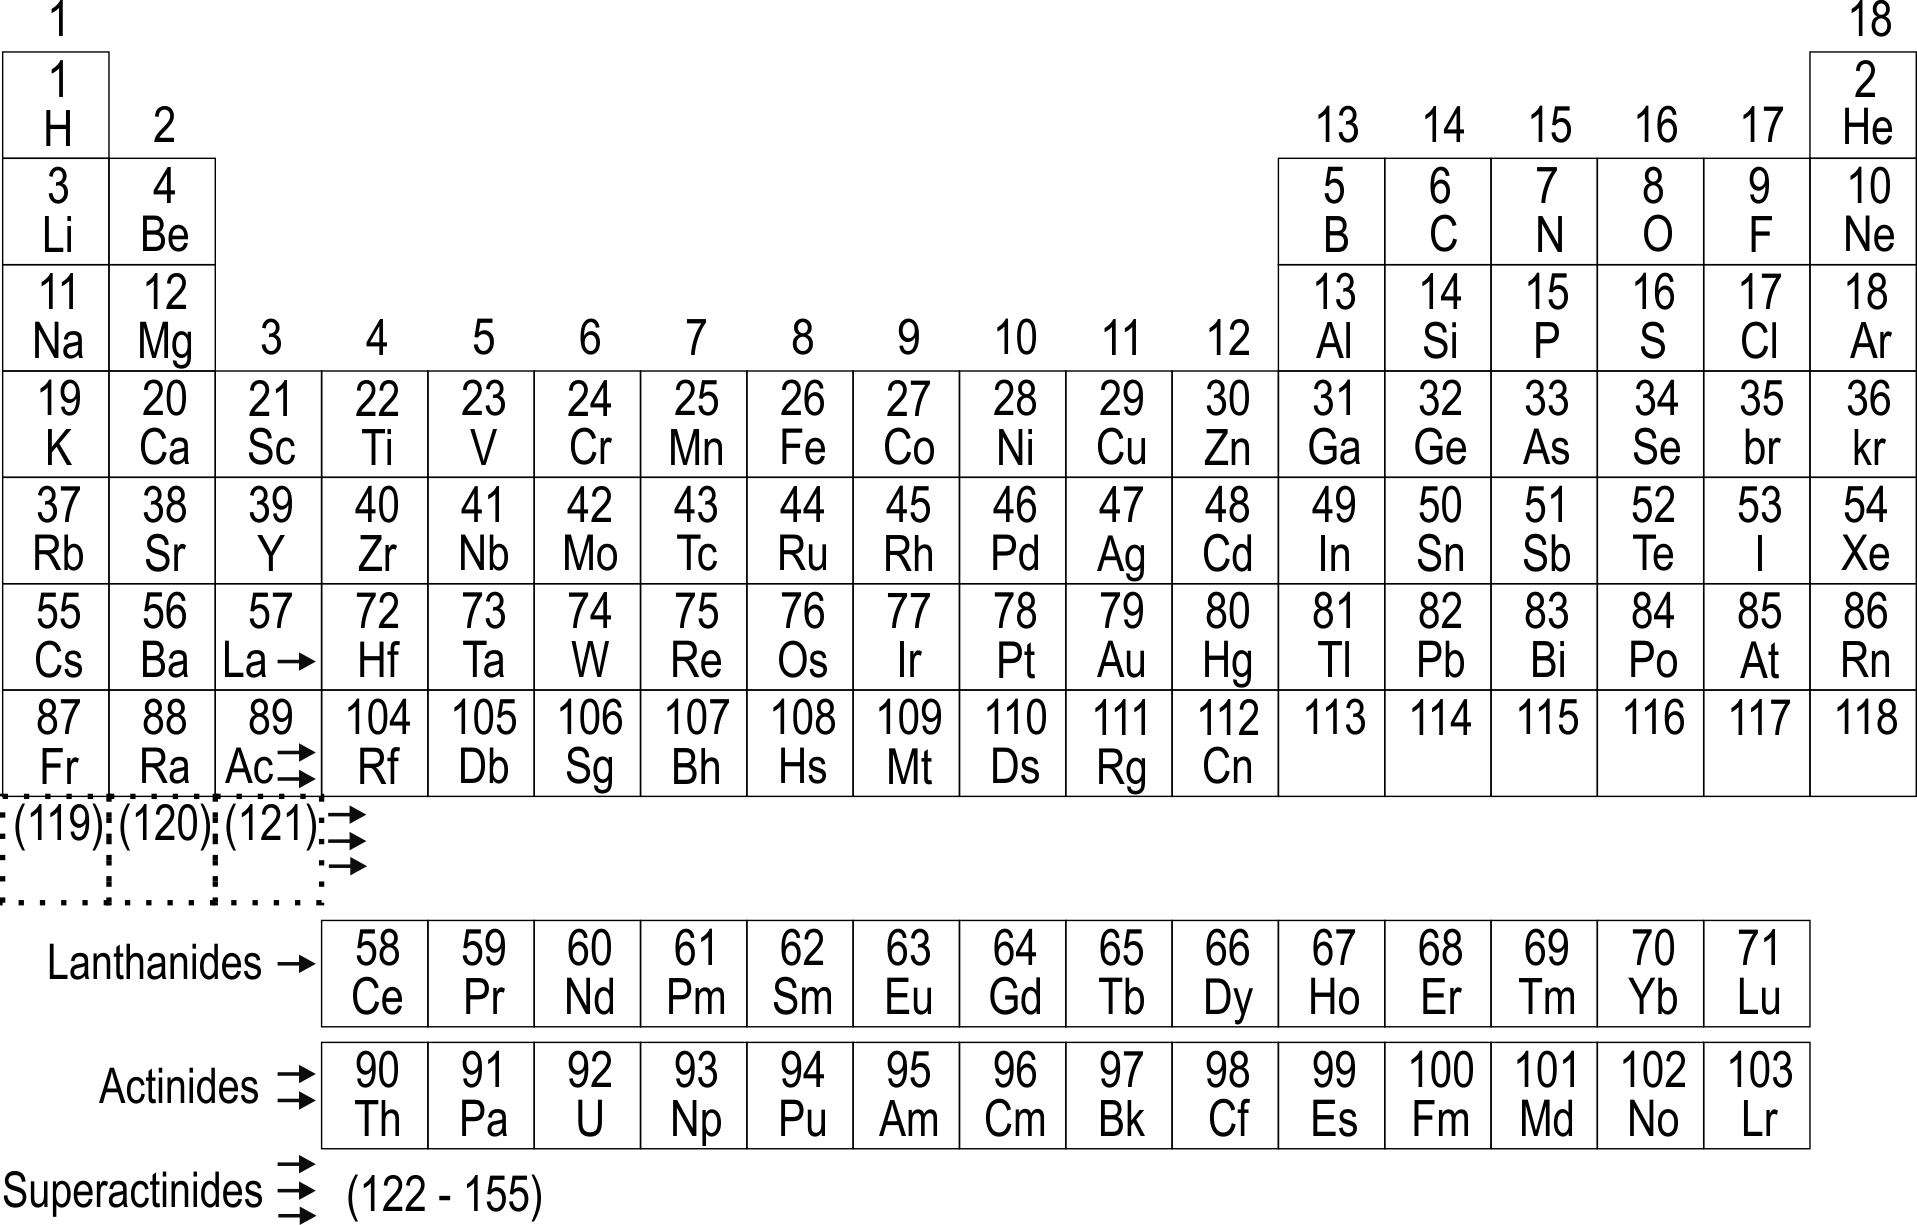 1 18
1 2
H 2 13 14 15 16 17 He
3 4 5 6 7 8 9 10
Li Be B C N O F Ne
11 12 13 14 15 16 17 18
Na Mg 3 4 5 6 7 8 9 10 11 12 Al Si P S Cl Ar
19 20 21 22 23 24 25 26 27 28 29 30 31 32 33 34 35 36
K Ca Sc Ti V Cr Mn Fe Co Ni Cu Zn Ga Ge As Se br kr
37 38 39 40 41 42 43 44 45 46 47 48 49 50 51 52 53 54
Rb Sr Y Zr Nb Mo Tc Ru Rh Pd Ag Cd In Sn Sb Te I Xe
55 56 57 72 73 74 75 76 77 78 79 80 81 82 83 84 85 86
Cs Ba La → Hf Ta W Re Os Ir Pt Au Hg Tl Pb Bi Po At Rn
87 88 89 104 105 106 107 108 109 110 111 112 113 114 115 116 117 118
Fr Ra Ac Rf Db Sg Bh Hs Mt Ds Rg Cn
(119) (120) (121)
58 59 60 61 62 63 64 65 66 67 68 69 70 71
Lanthanides → Ce Pr Nd Pm Sm Eu Gd Tb Dy Ho Er Tm Yb Lu
90 91 92 93 94 95 96 97 98 99 100 101 102 103
Actinides Th Pa U Np Pu Am Cm Bk Cf Es Fm Md No Lr
Superactinides (122 - 155)